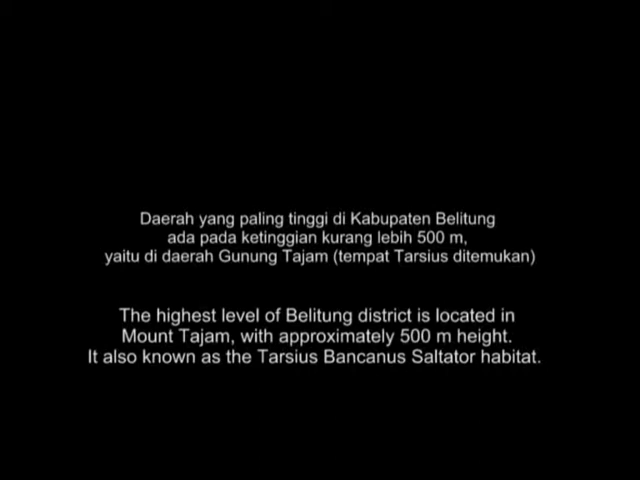 Daerah yang paling tinggi di Kabupaten Belitung
ada pada ketinggian kurang lebih 500 m,
yaitu di daerah Gunung Tajam (tempat Tarsius ditemukan)
The highest level of Belitung district is located in
Mount Tajam, with approximately 500 m height.
It also known as the Tarsius Bancanus Saltator habitat.